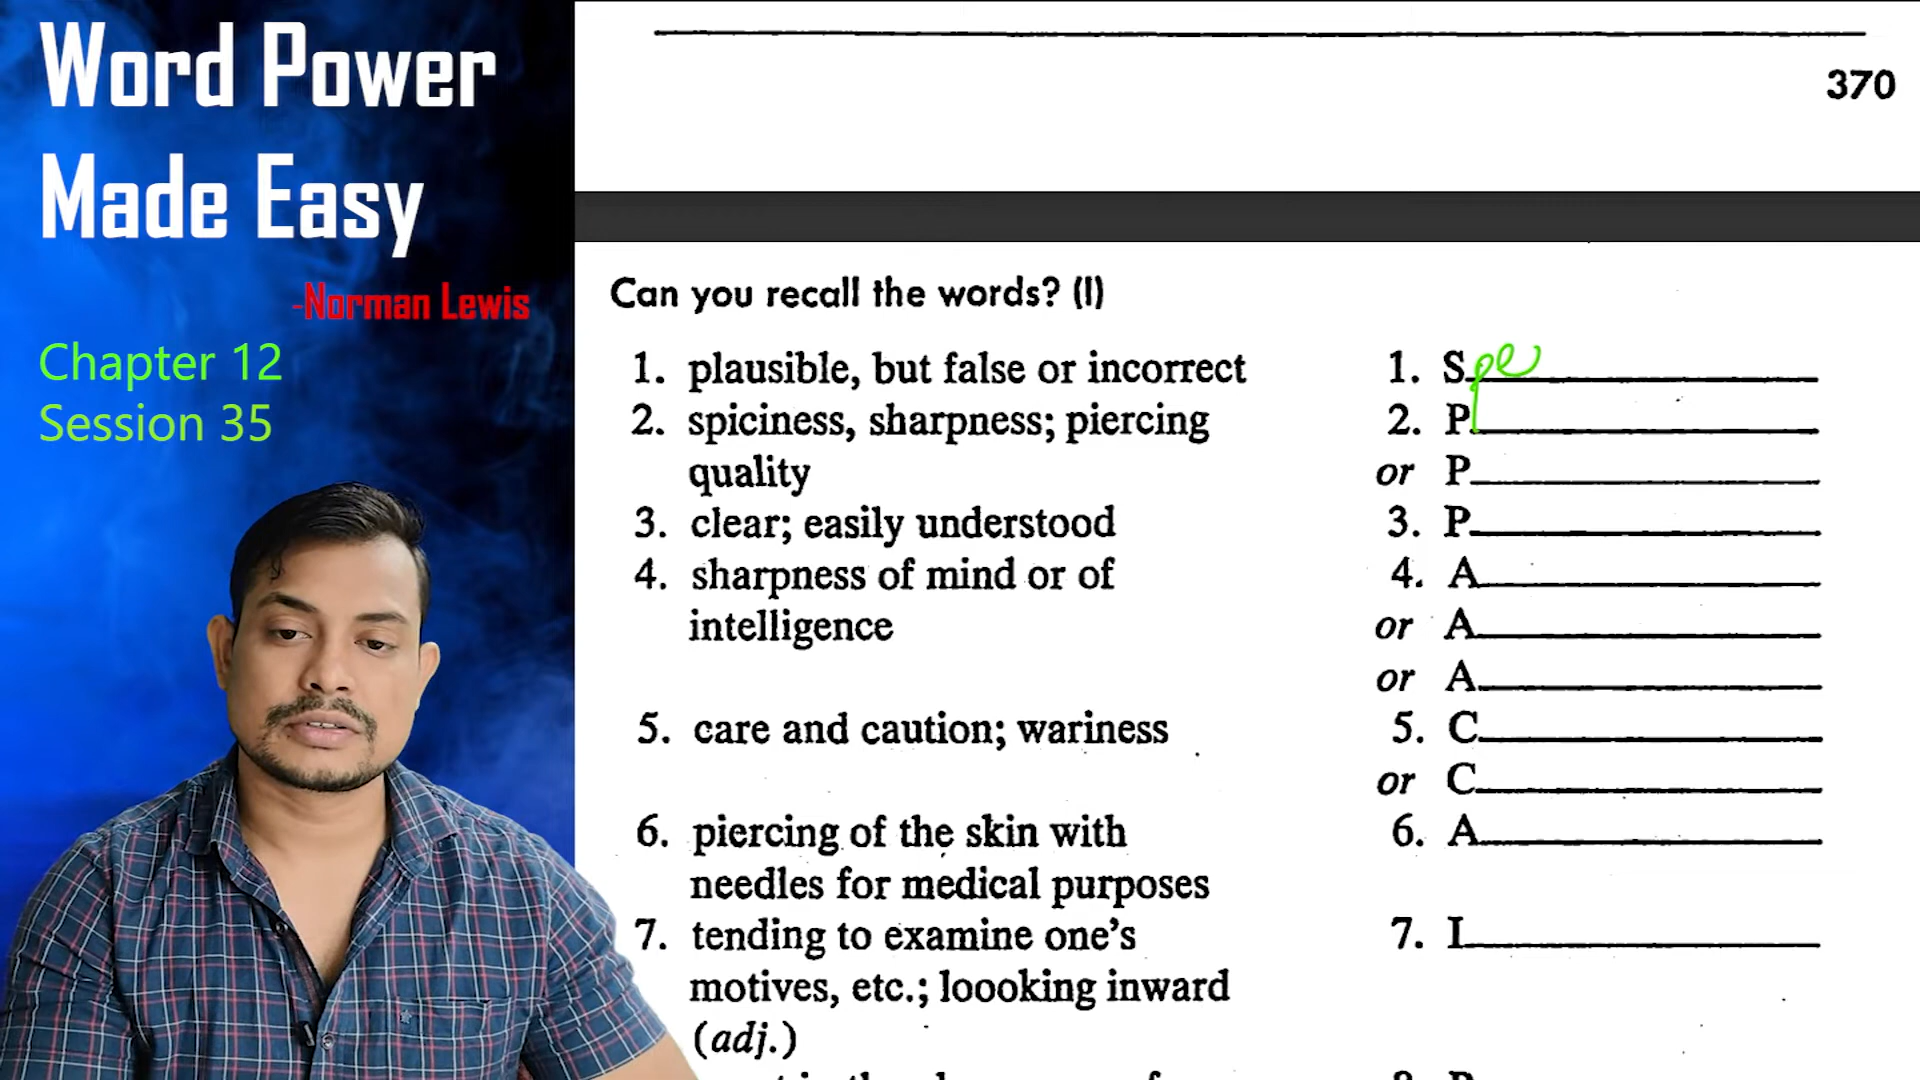 Word Power
Made Easy
-Norman Lewis
Chapter 12
Session 35
370
Can you recall the words? (I)
1. plausible, but false or incorrect 1. Spe
2. spiciness, sharpness; piercing 2. P
quality or P
3. clear; easily understood 3. P
4. sharpness of mind or of 4. A
intelligence or A
or A
5. care and caution; wariness 5. C
or C
6. piercing of the skin with 6. A
needles for medical purposes
7. tending to examine one's 7. I
motives, etc.; loooking inward
(adj.)